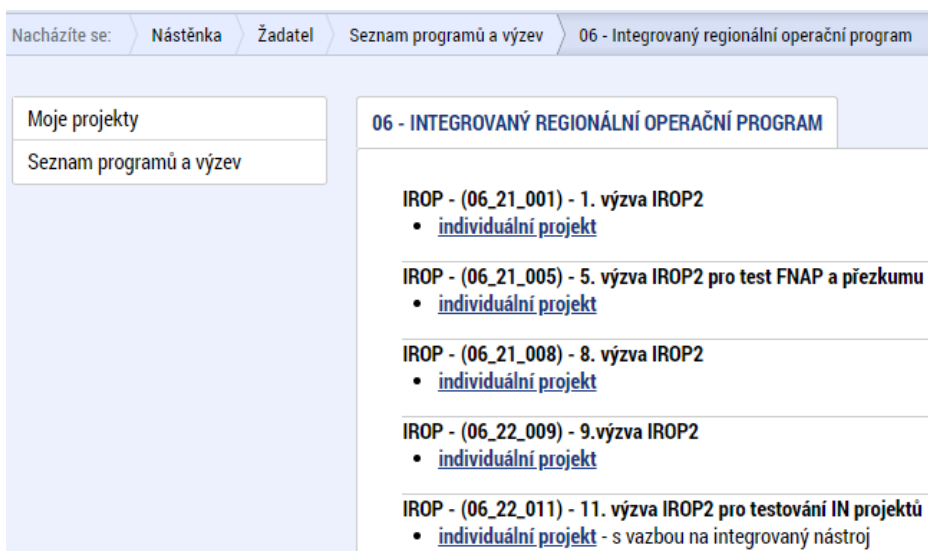 Nacházíte se: Nástěnka Žadatel Seznam programů a výzev 06 - Integrovaný regionální operační program
Moje projekty
Seznam programů a výzev
06 - INTEGROVANÝ REGIONÁLNÍ OPERAČNÍ PROGRAM
IROP - (06_21_001) - 1. výzva IROP2
• individuální projekt
IROP - (06_21_005) - 5. výzva IROP2 pro test FNAP a přezkumu
• individuální projekt
IROP - (06_21_008) - 8. výzva IROP2
• individuální projekt
IROP - (06_22_009) - 9.výzva IROP2
• individuální projekt
IROP - (06_22_011) - 11. výzva IROP2 pro testování IN projektů
• individuální projekt - s vazbou na integrovaný nástroj